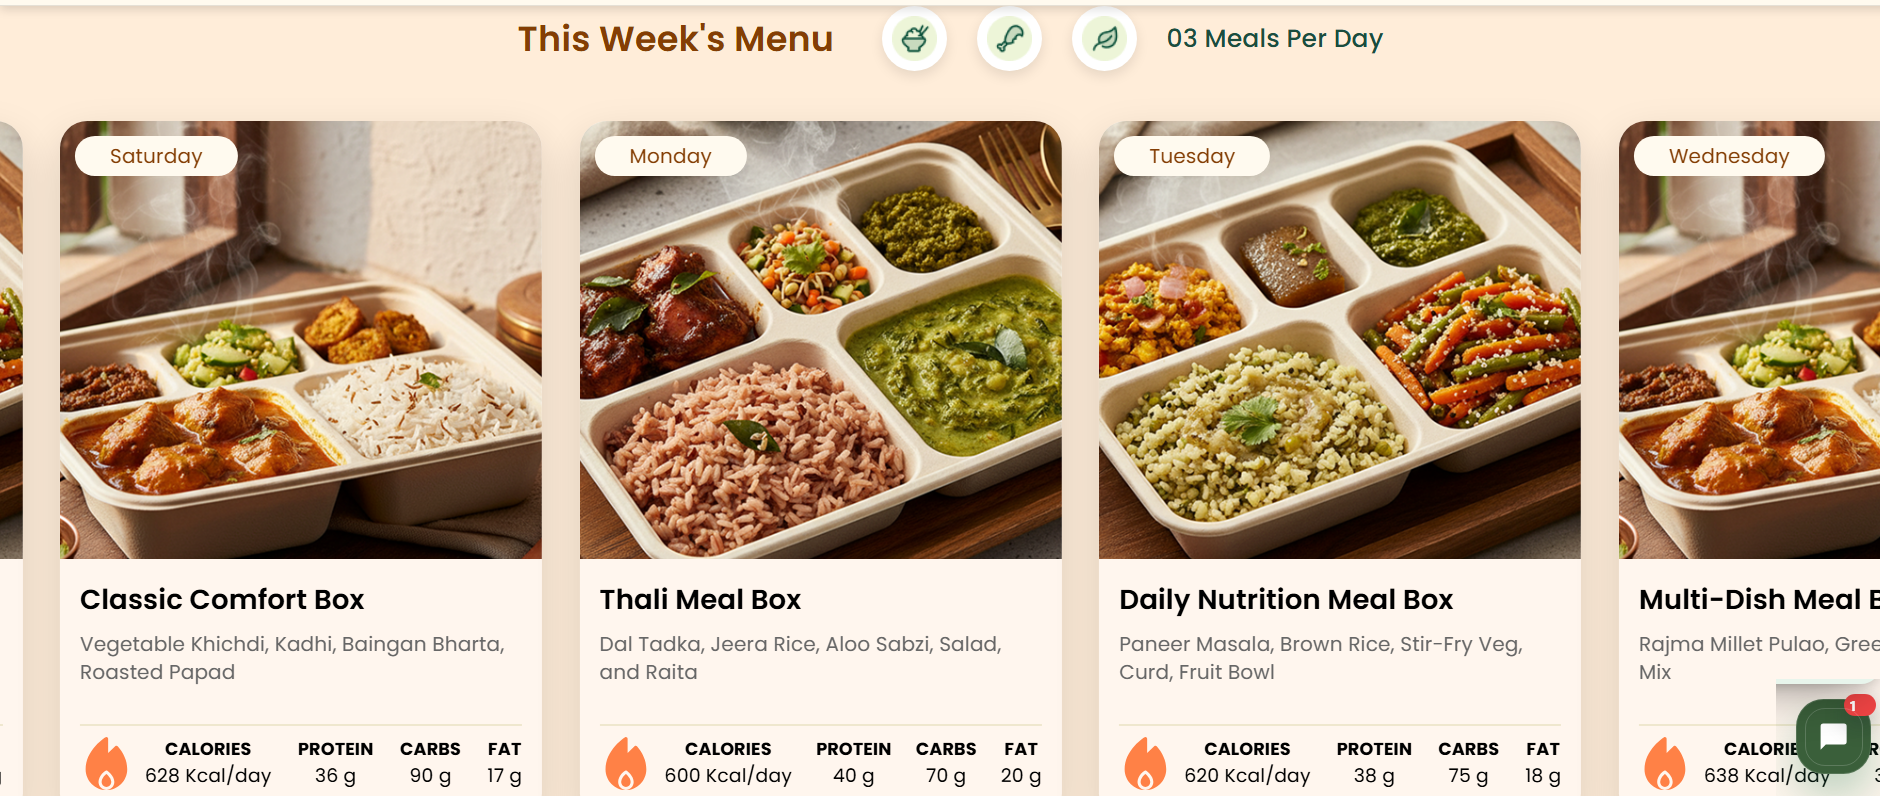 This Week's Menu
03 Meals Per Day
Saturday
Classic Comfort Box
Vegetable Khichdi, Kadhi, Baingan Bharta,
Roasted Papad
CALORIES PROTEIN CARBS FAT
628 Kcal/day 36 g 90 g 17 g
Monday
Thali Meal Box
Dal Tadka, Jeera Rice, Aloo Sabzi, Salad,
and Raita
CALORIES PROTEIN CARBS FAT
600 Kcal/day 40 g 70 g 20 g
Tuesday
Daily Nutrition Meal Box
Paneer Masala, Brown Rice, Stir-Fry Veg,
Curd, Fruit Bowl
CALORIES PROTEIN CARBS FAT
620 Kcal/day 38 g 75 g 18 g
Wednesday
Multi-Dish Meal
Rajma Millet Pulao,
Mix
638 Kcal/day
1